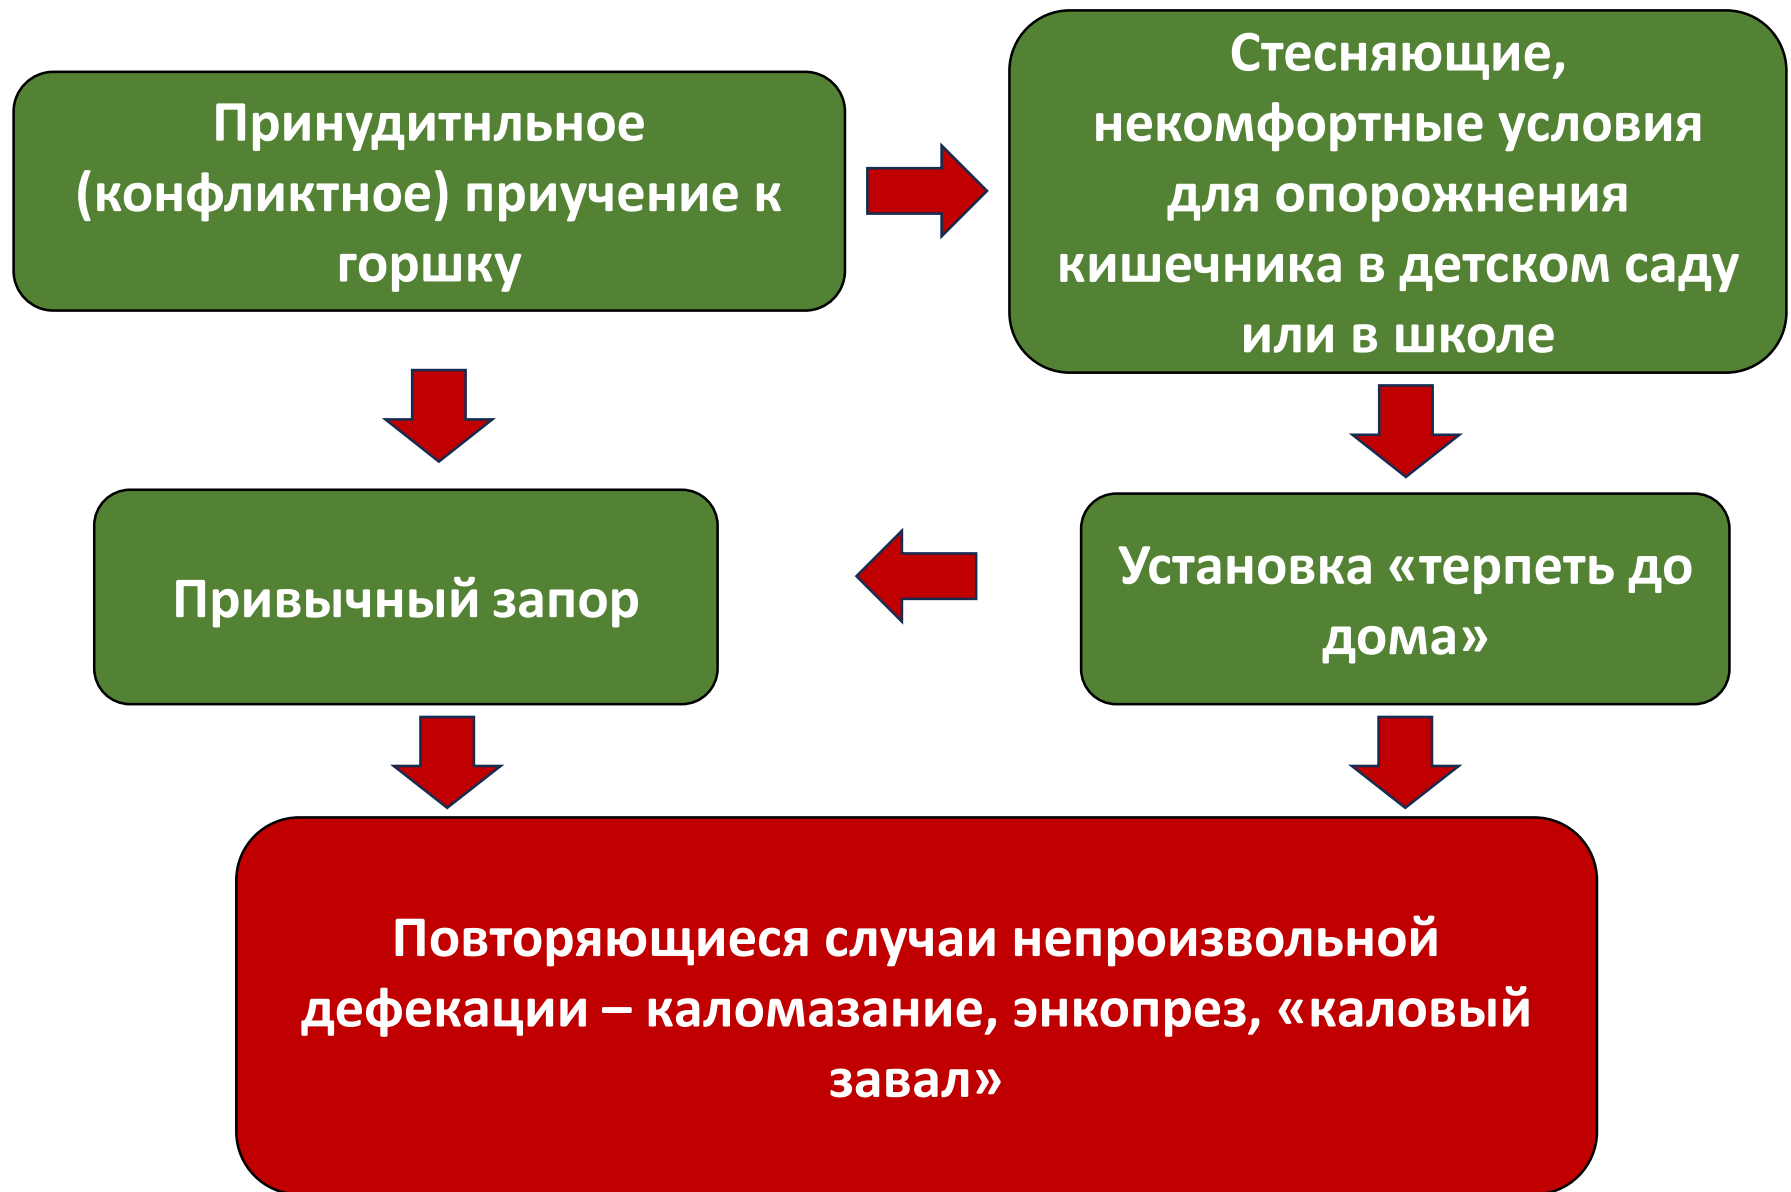 Принудитнльное
(конфликтное) приучение к
горшку
Стесняющие,
некомфортные условия
для опорожнения
кишечника в детском саду
или в школе
Привычный запор
Установка «терпеть до
дома»
Повторяющиеся случаи непроизвольной
дефекации – каломазание, энкопрез, «каловый
завал»